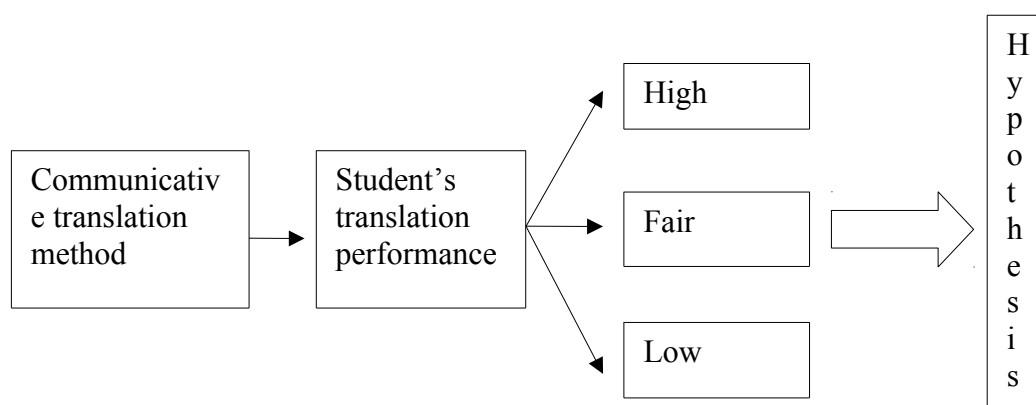 Communicativ
e translation
method
Student’s
translation
performance
High
Fair
Low
H
y
p
o
t
h
e
s
i
s